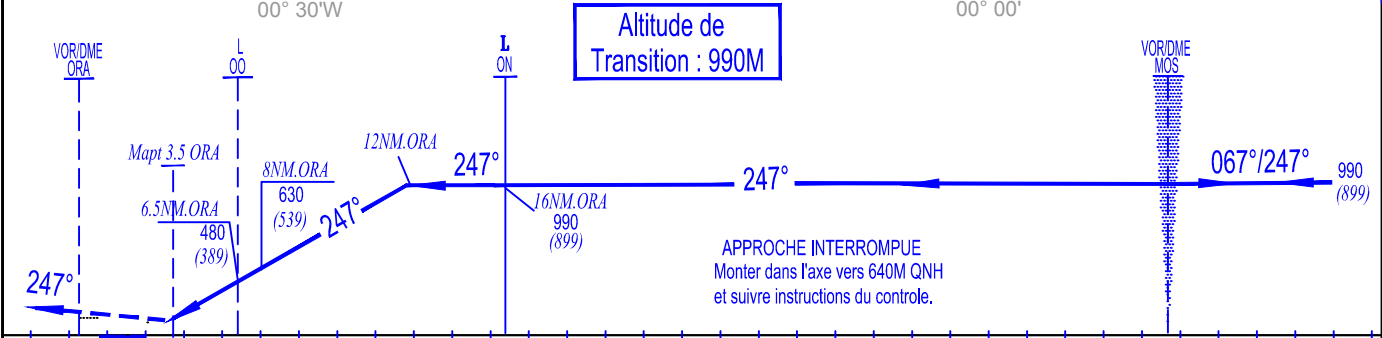 00° 30'W
00° 00'
Altitude de
Transition : 990M
VOR/DME
ORA
L
OO
L
ON
VOR/DME
MOS
Mapt 3.5 ORA
12NM.ORA
247°
247°
067°/247°
990
(899)
8NM.ORA
630
(539)
247°
6.5NM.ORA
480
(389)
16NM.ORA
990
(899)
APPROCHE INTERROMPUE
Monter dans l'axe vers 640M QNH
et suivre instructions du controle.
247°